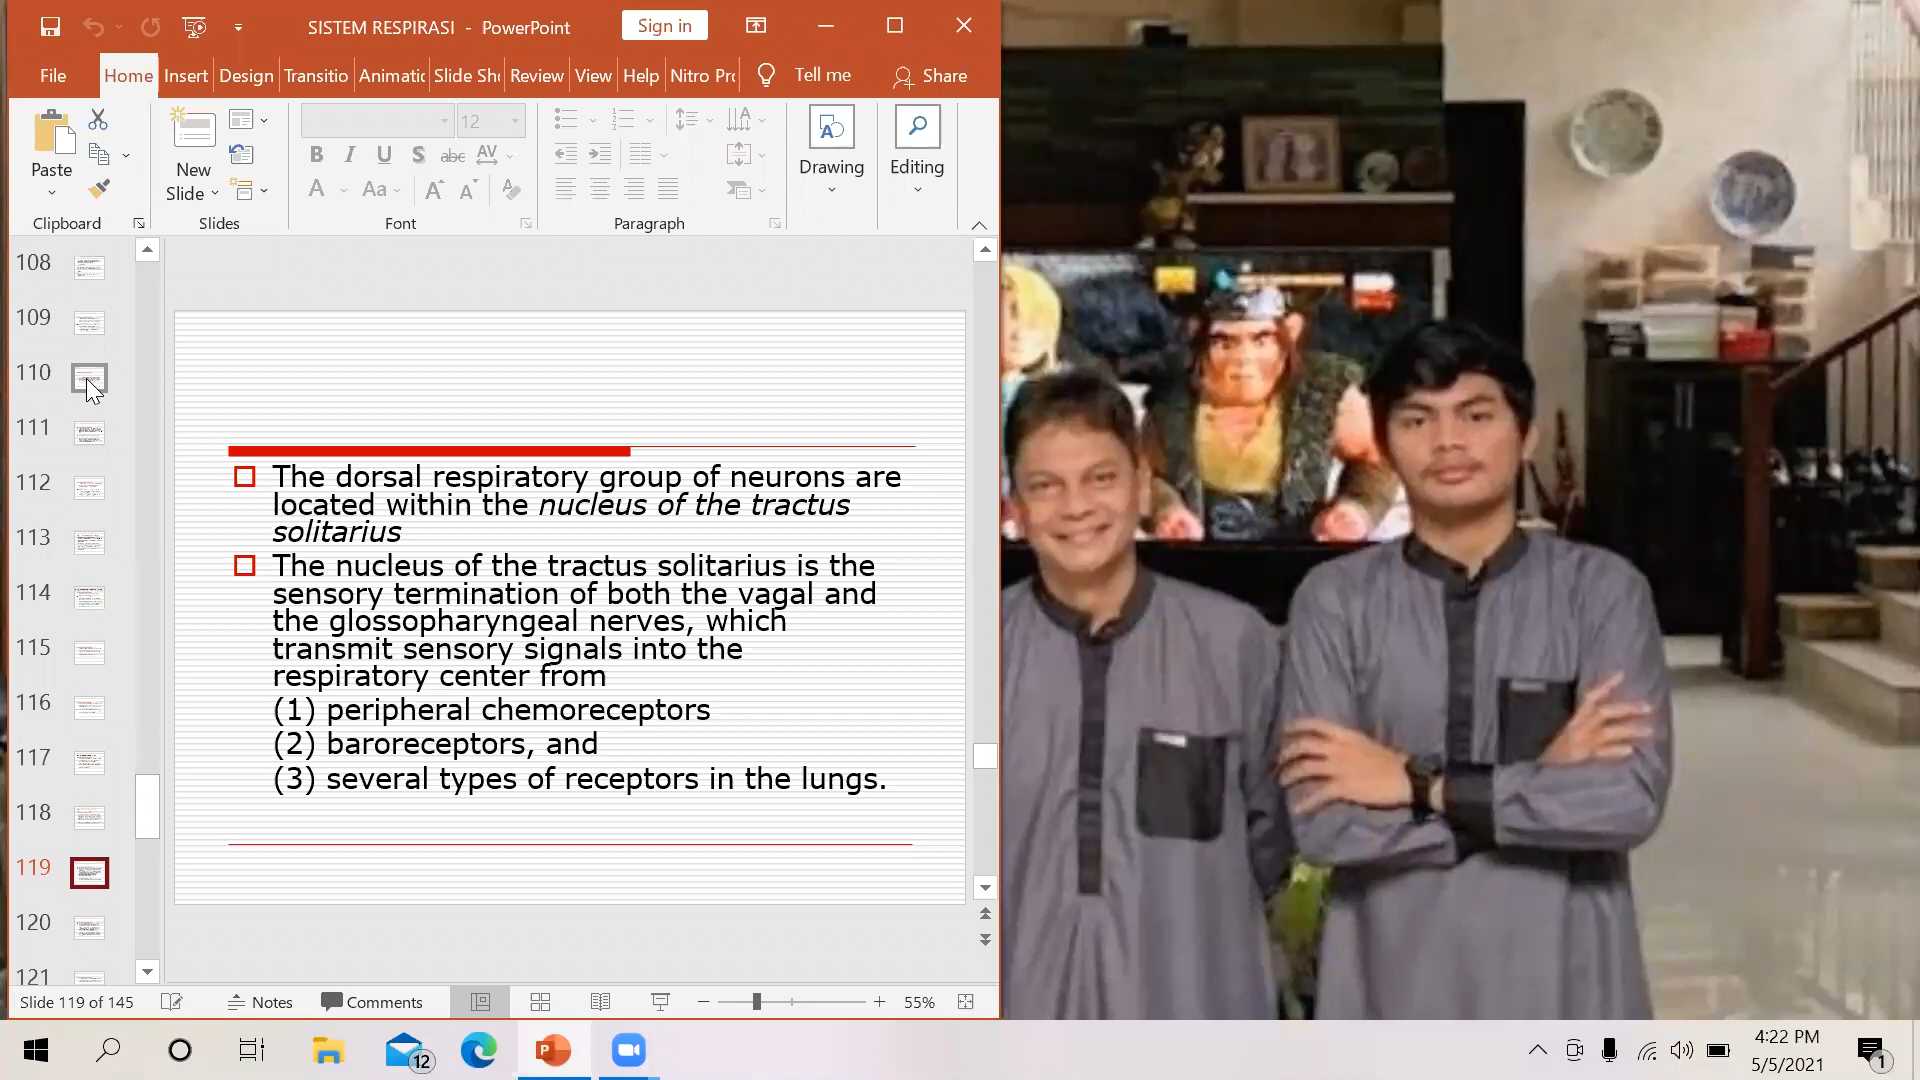 SISTEM RESPIRASI - PowerPoint
Sign in
File Home Insert Design Transitio Animatic Slide Sh Review View Help Nitro Pr Tell me Share
12
Paste
New
Slide
Drawing
Editing
Clipboard
Slides
Font
Paragraph
108
109
110
111
112
113
114
115
116
117
118
119
120
121
The dorsal respiratory group of neurons are
located within the nucleus of the tractus
solitarius
The nucleus of the tractus solitarius is the
sensory termination of both the vagal and
the glossopharyngeal nerves, which
transmit sensory signals into the
respiratory center from
(1) peripheral chemoreceptors
(2) baroreceptors, and
(3) several types of receptors in the lungs.
Slide 119 of 145
Notes
Comments
55%
12
4:22 PM
5/5/2021
1